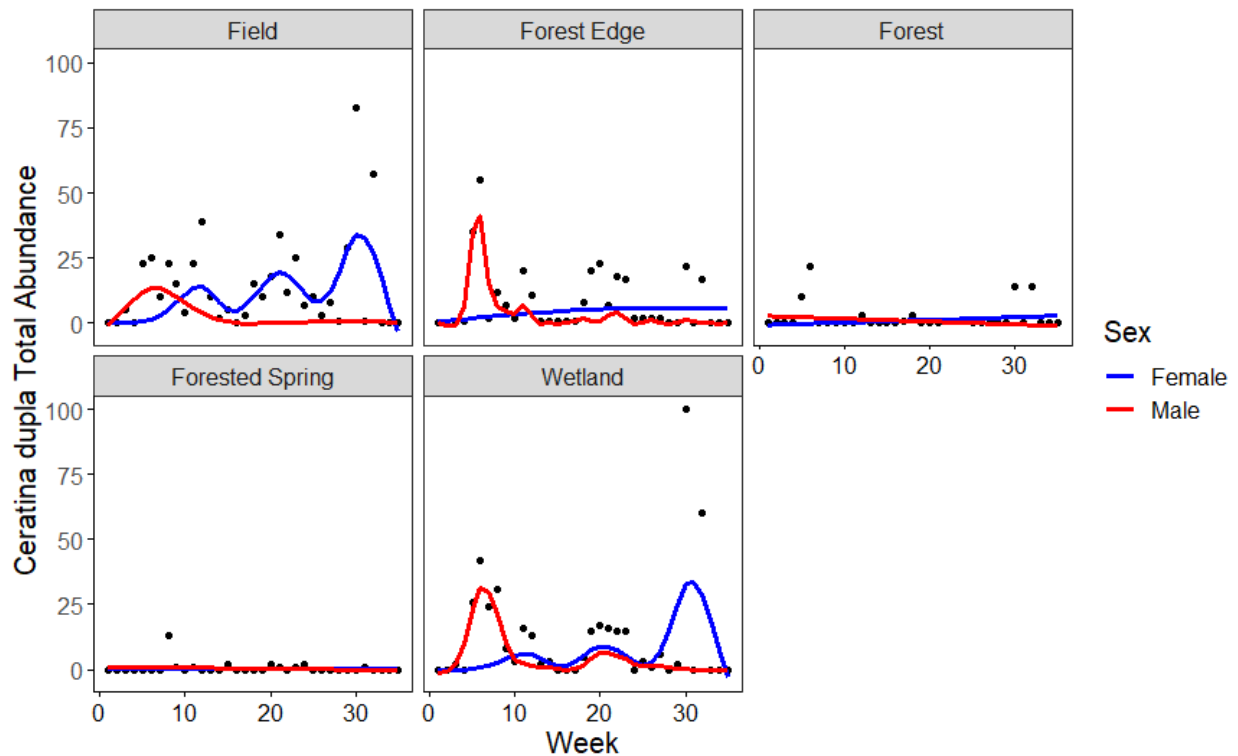 Field
Forest Edge
Forest
100
75
50
25
0
0
10
20
30
Forested Spring
Wetland
100
75
50
25
0
0
10
20
30
0
10
20
30
Week
Ceratina dupla Total Abundance
Sex
Female
Male